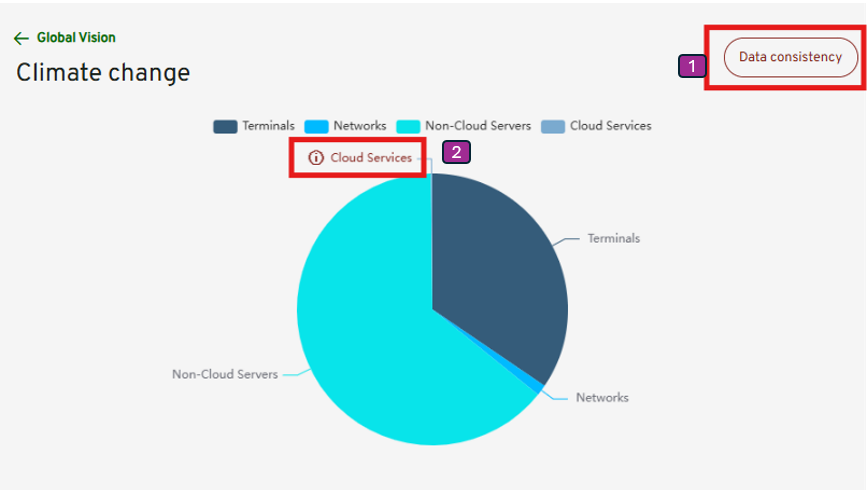 Global Vision
Data consistency
1
Climate change
Terminals Networks Non-Cloud Servers Cloud Services
Cloud Services
2
Terminals
Non-Cloud Servers
Networks